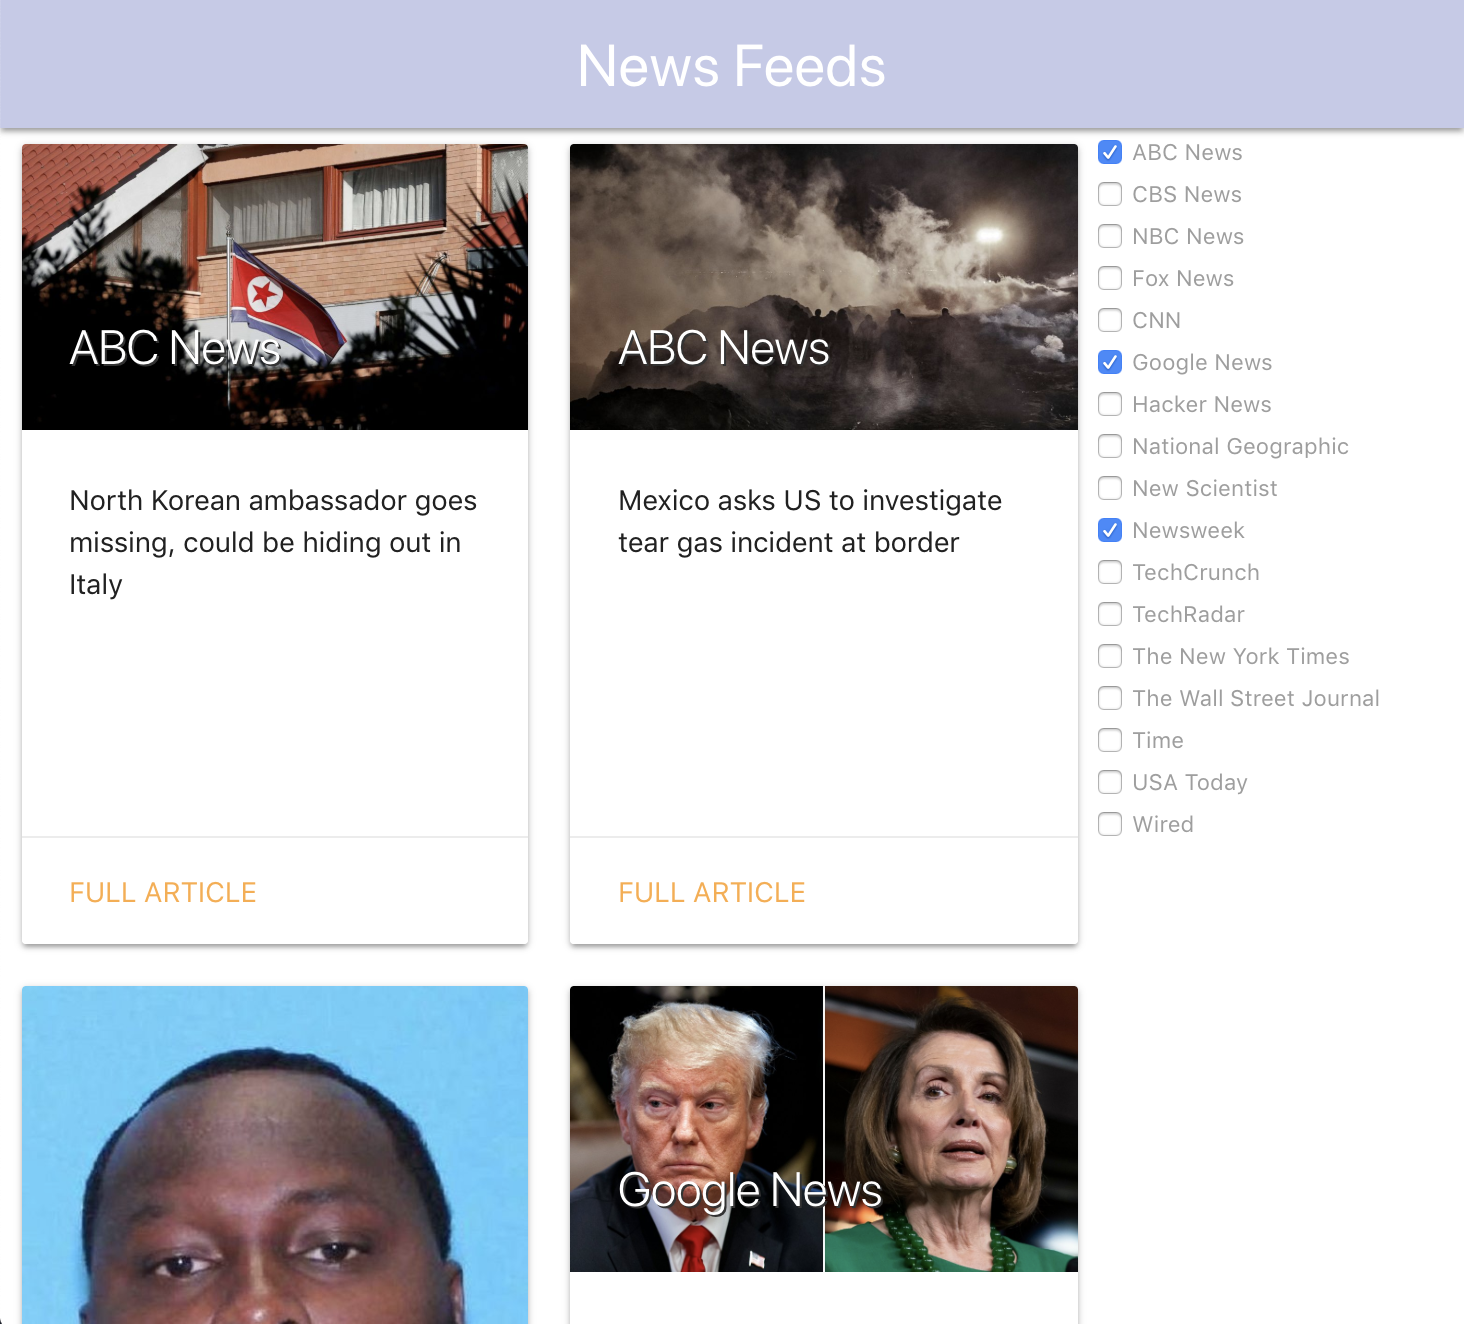 News Feeds
ABC News
North Korean ambassador goes
missing, could be hiding out in
Italy
FULL ARTICLE
ABC News
Mexico asks US to investigate
tear gas incident at border
FULL ARTICLE
Google News
ABC News
CBS News
NBC News
Fox News
CNN
Google News
Hacker News
National Geographic
New Scientist
Newsweek
TechCrunch
TechRadar
The New York Times
The Wall Street Journal
Time
USA Today
Wired